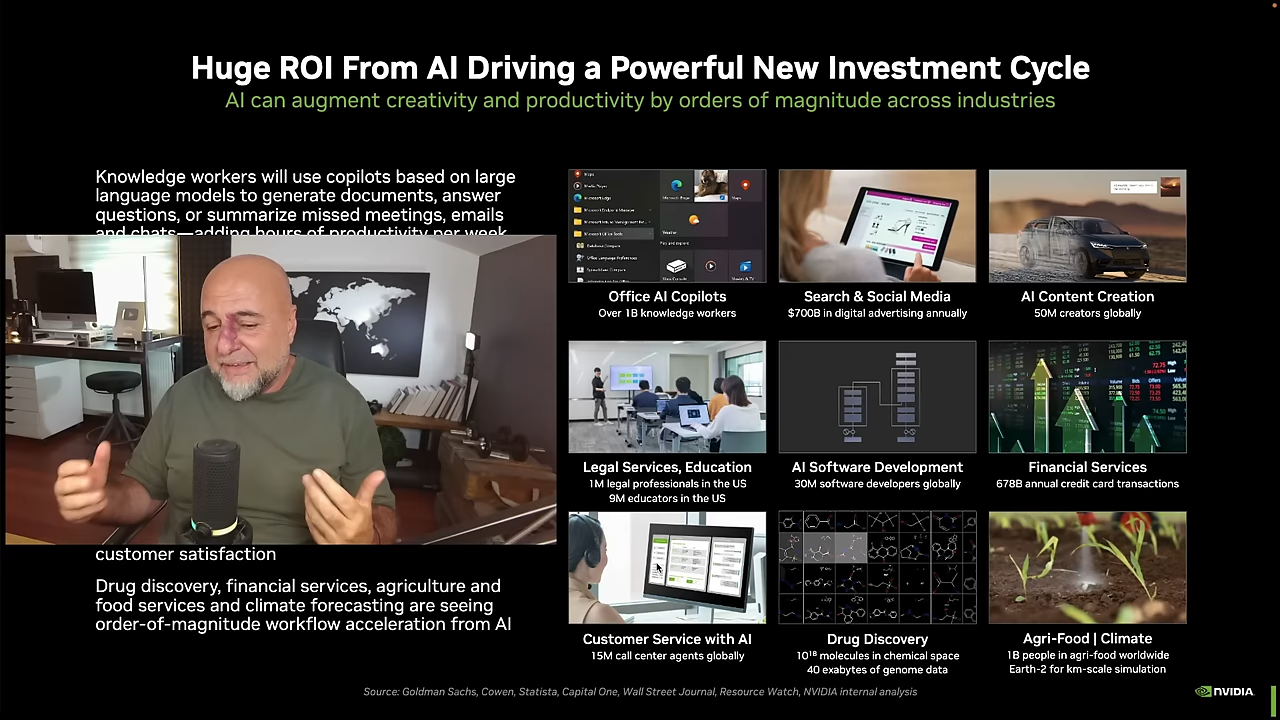 Huge ROI From AI Driving a Powerful New Investment Cycle
AI can augment creativity and productivity by orders of magnitude across industries
Knowledge workers will use copilots based on large
language models to generate documents, answer
questions, or summarize missed meetings, emails
and chats—adding hours of productivity per week
customer satisfaction
Drug discovery, financial services, agriculture and
food services and climate forecasting are seeing
order-of-magnitude workflow acceleration from AI
Office AI Copilots
Over 1B knowledge workers
Search & Social Media
$700B in digital advertising annually
AI Content Creation
50M creators globally
Legal Services, Education
1M legal professionals in the US
9M educators in the US
AI Software Development
30M software developers globally
Financial Services
678B annual credit card transactions
Customer Service with AI
15M call center agents globally
Drug Discovery
10¹⁸ molecules in chemical space
40 exabytes of genome data
Agri-Food | Climate
1B people in agri-food worldwide
Earth-2 for km-scale simulation
Source: Goldman Sachs, Cowen, Statista, Capital One, Wall Street Journal, Resource Watch, NVIDIA internal analysis
NVIDIA